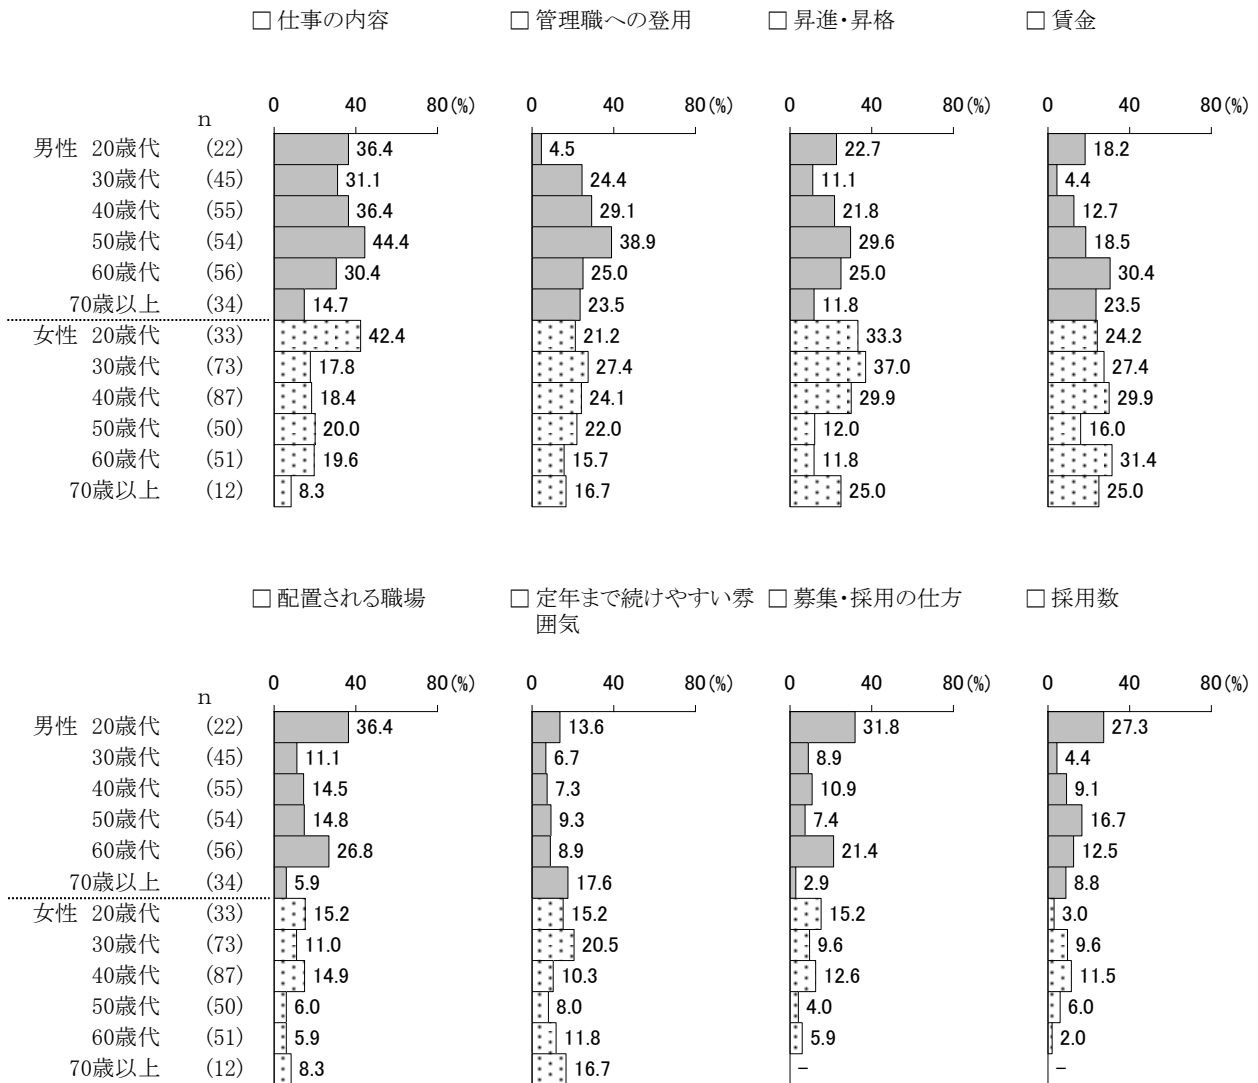 □ 仕事の内容 □ 管理職への登用 □ 昇進・昇格 □ 賃金
0 40 80(%) 0 40 80(%) 0 40 80(%) 0 40 80(%)
n
男性 20歳代 (22) 36.4 4.5 22.7 18.2
30歳代 (45) 31.1 24.4 11.1 4.4
40歳代 (55) 36.4 29.1 21.8 12.7
50歳代 (54) 44.4 38.9 29.6 18.5
60歳代 (56) 30.4 25.0 25.0 30.4
70歳以上 (34) 14.7 23.5 11.8 23.5
女性 20歳代 (33) 42.4 21.2 33.3 24.2
30歳代 (73) 17.8 27.4 37.0 27.4
40歳代 (87) 18.4 24.1 29.9 29.9
50歳代 (50) 20.0 22.0 12.0 16.0
60歳代 (51) 19.6 15.7 11.8 31.4
70歳以上 (12) 8.3 16.7 25.0 25.0
□ 配置される職場 □ 定年まで続けやすい雰 □ 募集・採用の仕方 □ 採用数
囲気
0 40 80(%) 0 40 80(%) 0 40 80(%) 0 40 80(%)
n
男性 20歳代 (22) 36.4 13.6 31.8 27.3
30歳代 (45) 11.1 6.7 8.9 4.4
40歳代 (55) 14.5 7.3 10.9 9.1
50歳代 (54) 14.8 9.3 7.4 16.7
60歳代 (56) 26.8 8.9 21.4 12.5
70歳以上 (34) 5.9 17.6 2.9 8.8
女性 20歳代 (33) 15.2 15.2 15.2 3.0
30歳代 (73) 11.0 20.5 9.6 9.6
40歳代 (87) 14.9 10.3 12.6 11.5
50歳代 (50) 6.0 8.0 4.0 6.0
60歳代 (51) 5.9 11.8 5.9 2.0
70歳以上 (12) 8.3 16.7 - -